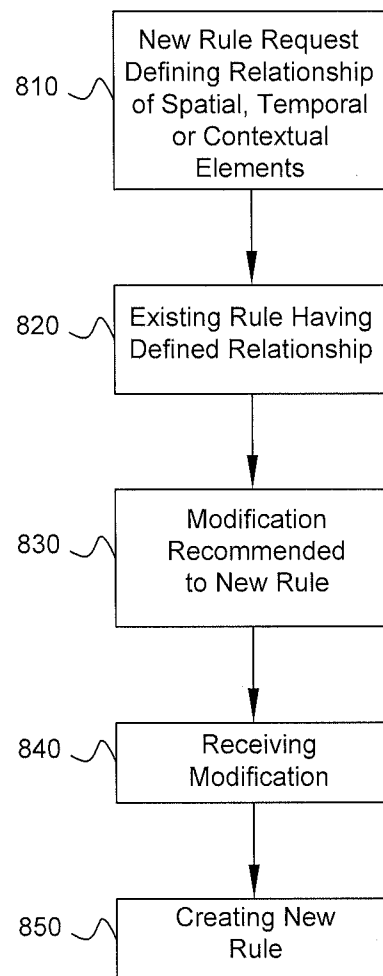 810
New Rule Request
Defining Relationship
of Spatial, Temporal
or Contextual
Elements
820
Existing Rule Having
Defined Relationship
830
Modification
Recommended
to New Rule
840
Receiving
Modification
850
Creating New
Rule